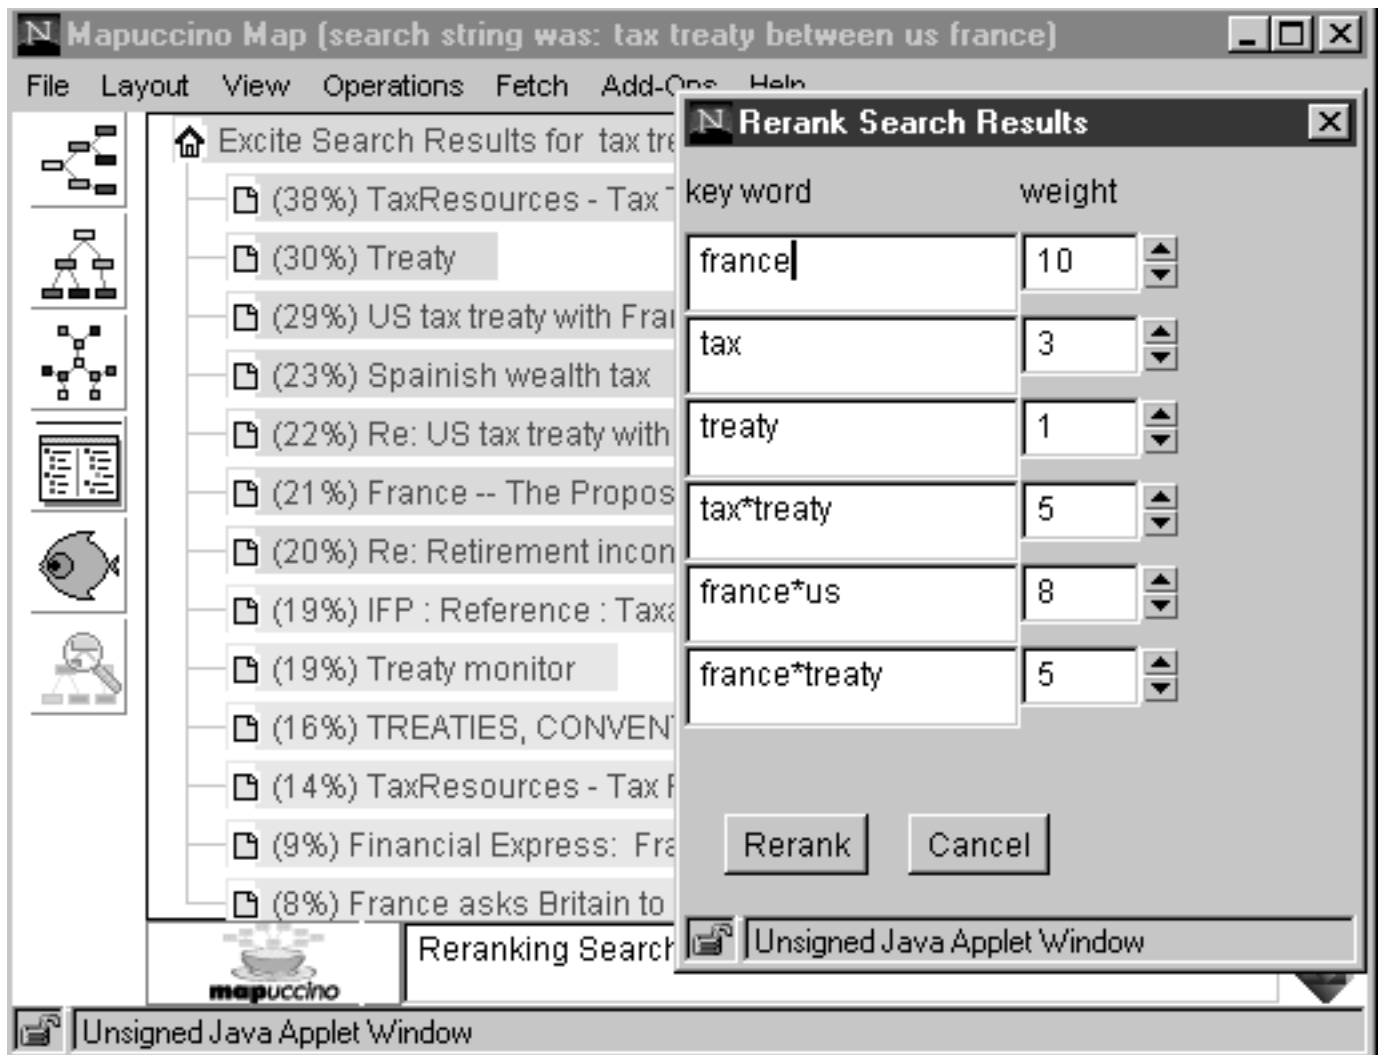 N Mapuccino Map (search string was: tax treaty between us france)
File Layout View Operations Fetch Add-Ops Help
Excite Search Results for tax tre
(38%) TaxResources - Tax T
(30%) Treaty
(29%) US tax treaty with Fran
(23%) Spainish wealth tax
(22%) Re: US tax treaty with
(21%) France -- The Propos
(20%) Re: Retirement incon
(19%) IFP : Reference : Taxa
(19%) Treaty monitor
(16%) TREATIES, CONVENT
(14%) TaxResources - Tax F
(9%) Financial Express: Fra
(8%) France asks Britain to
N Rerank Search Results
key word weight
france 10
tax 3
treaty 1
tax*treaty 5
france*us 8
france*treaty 5
Rerank Cancel
Unsigned Java Applet Window
mapuccino
Reranking Search
Unsigned Java Applet Window